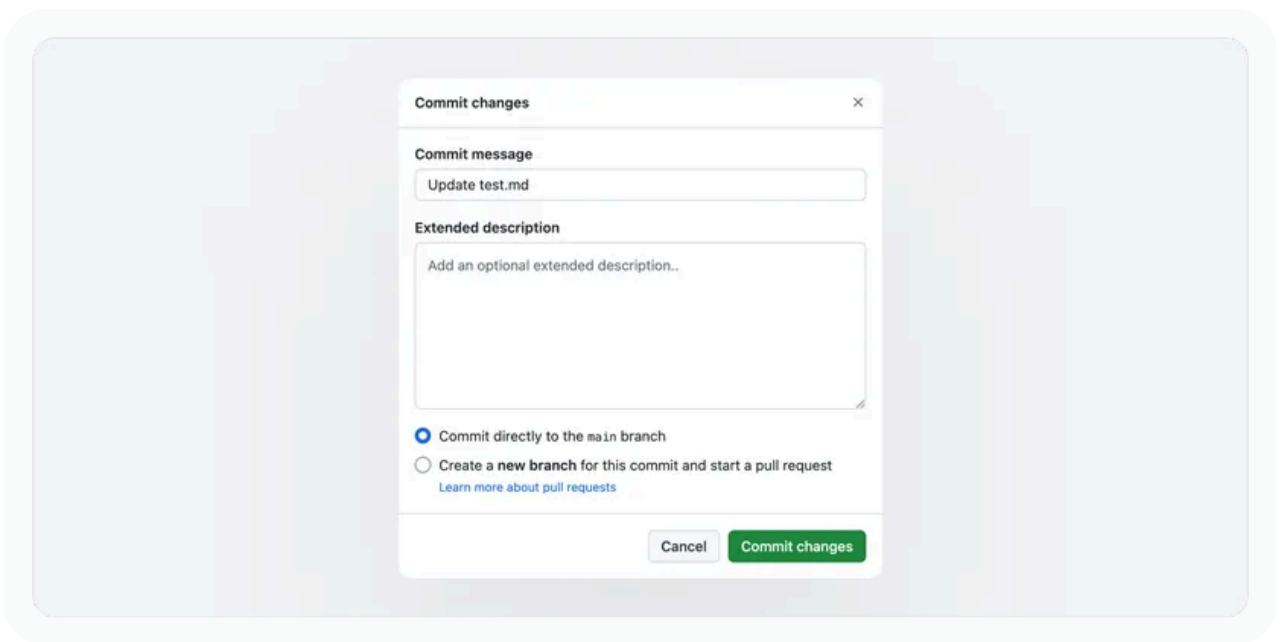 Commit changes
Commit message
Update test.md
Extended description
Add an optional extended description..
Commit directly to the main branch
Create a new branch for this commit and start a pull request
Learn more about pull requests
Cancel
Commit changes